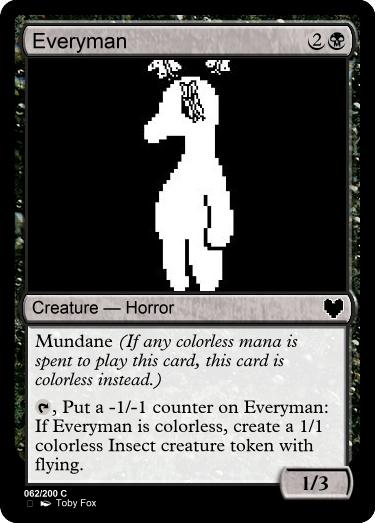 Everyman 2
Creature — Horror
Mundane (If any colorless mana is
spent to play this card, this card is
colorless instead.)
, Put a -1/-1 counter on Everyman:
If Everyman is colorless, create a 1/1
colorless Insect creature token with
flying.
1/3
062/200 C
Toby Fox